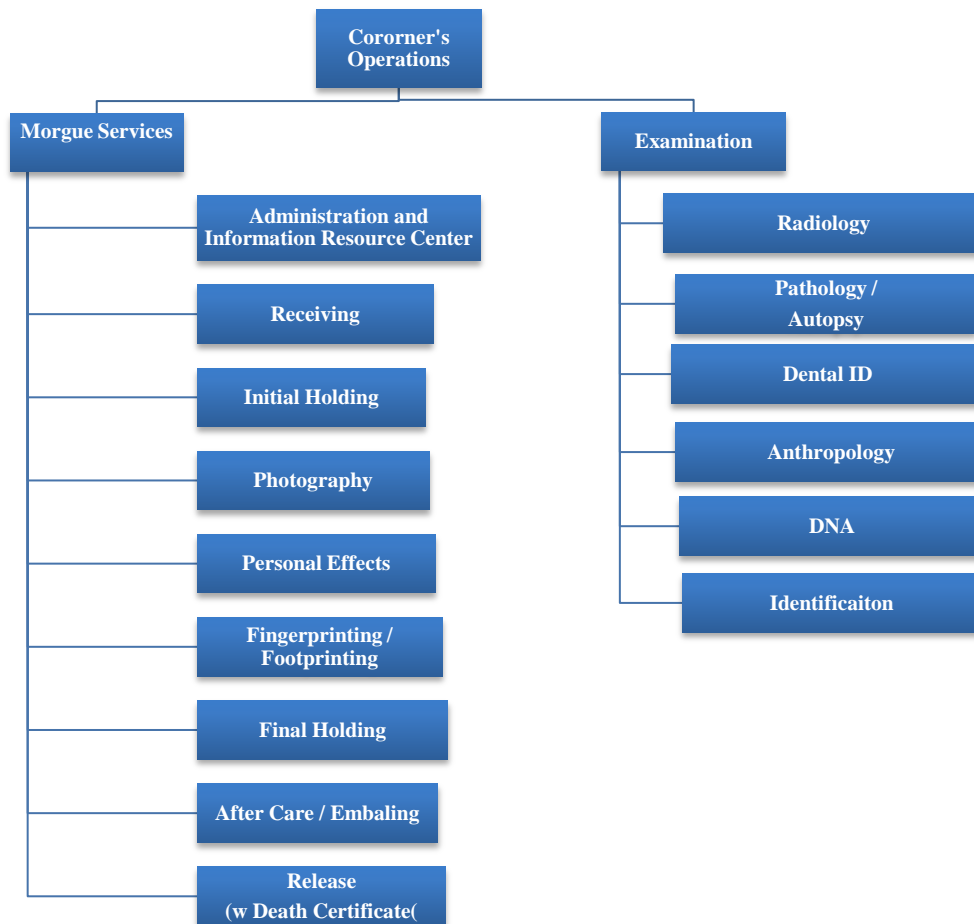 Cororner's
Operations
Morgue Services
Administration and
Information Resource Center
Receiving
Initial Holding
Photography
Personal Effects
Fingerprinting /
Footprinting
Final Holding
After Care / Embaling
Release
(w Death Certificate(
Examination
Radiology
Pathology /
Autopsy
Dental ID
Anthropology
DNA
Identificaiton